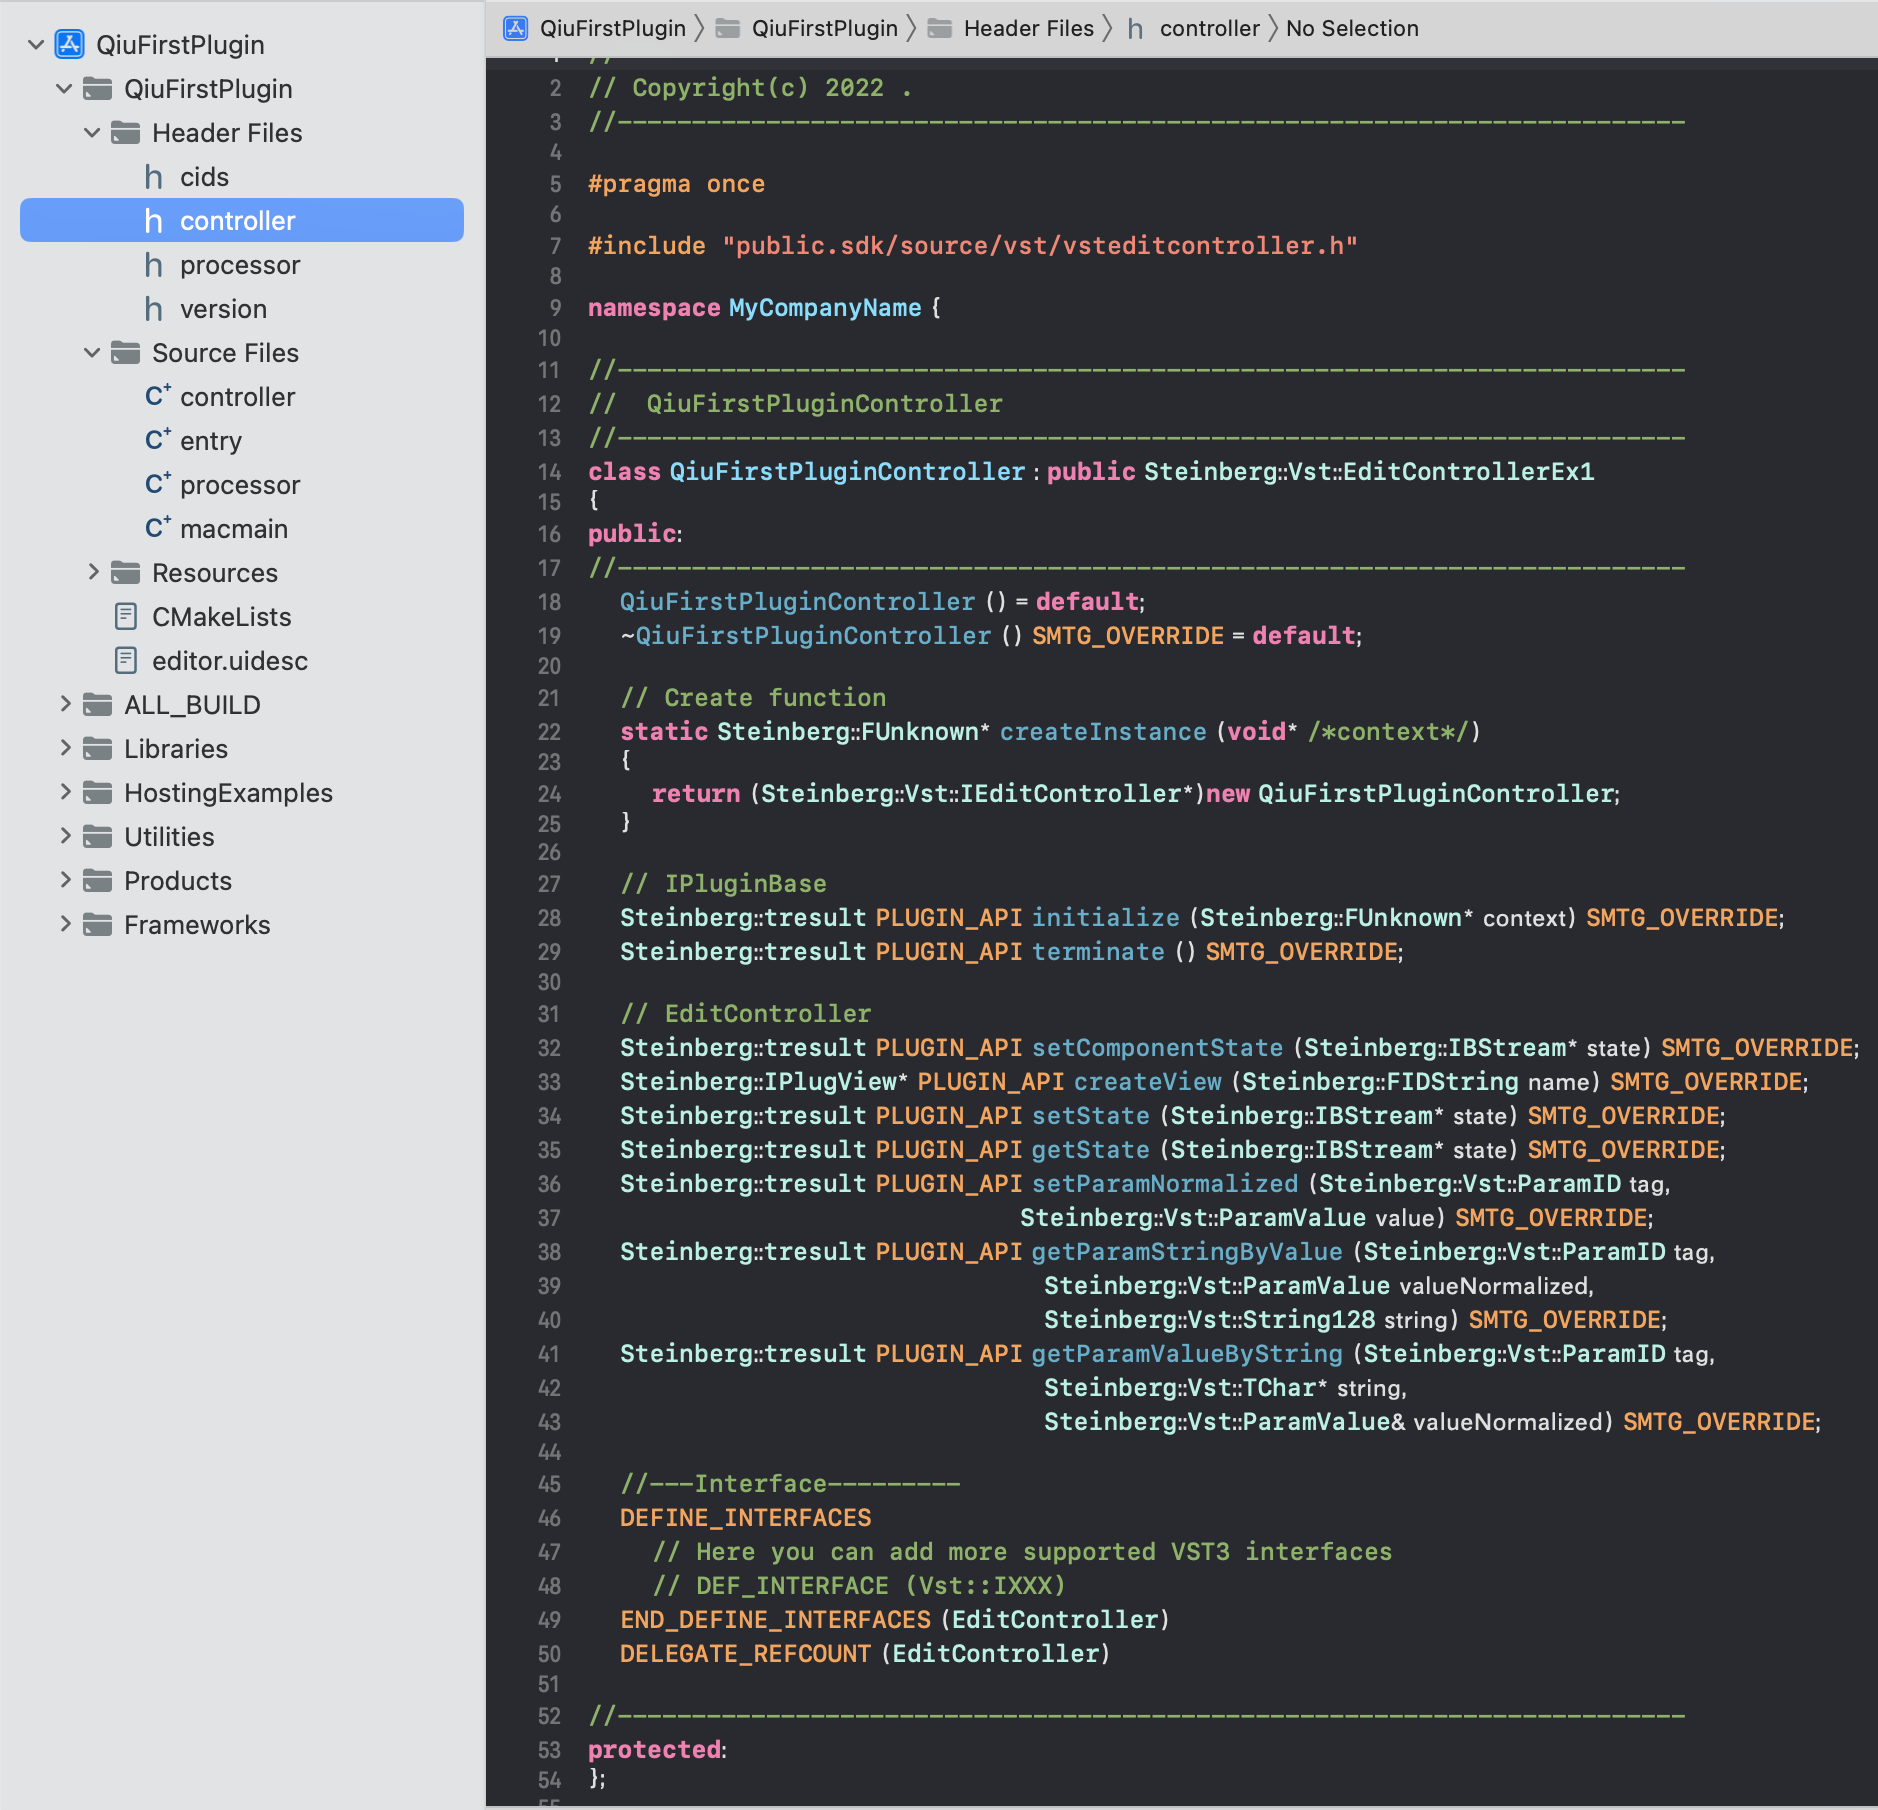 QiuFirstPlugin
QiuFirstPlugin
Header Files
h cids
h controller
h processor
h version
Source Files
C+ controller
C+ entry
C+ processor
C+ macmain
Resources
CMakeLists
editor.uidesc
ALL_BUILD
Libraries
HostingExamples
Utilities
Products
Frameworks
QiuFirstPlugin 〉 QiuFirstPlugin 〉 Header Files 〉 h controller 〉 No Selection
2 // Copyright(c) 2022 .
3 //------------------------------------------------------------------------
4
5 #pragma once
6
7 #include "public.sdk/source/vst/vsteditcontroller.h"
8
9 namespace MyCompanyName {
10
11 //------------------------------------------------------------------------
12 //  QiuFirstPluginController
13 //------------------------------------------------------------------------
14 class QiuFirstPluginController : public Steinberg::Vst::EditControllerEx1
15 {
16 public:
17 //------------------------------------------------------------------------
18 QiuFirstPluginController () = default;
19 ~QiuFirstPluginController () SMTG_OVERRIDE = default;
20
21 // Create function
22 static Steinberg::FUnknown* createInstance (void* /*context*/)
23 {
24 return (Steinberg::Vst::IEditController*)new QiuFirstPluginController;
25 }
26
27 // IPluginBase
28 Steinberg::tresult PLUGIN_API initialize (Steinberg::FUnknown* context) SMTG_OVERRIDE;
29 Steinberg::tresult PLUGIN_API terminate () SMTG_OVERRIDE;
30
31 // EditController
32 Steinberg::tresult PLUGIN_API setComponentState (Steinberg::IBStream* state) SMTG_OVERRIDE;
33 Steinberg::IPlugView* PLUGIN_API createView (Steinberg::FIDString name) SMTG_OVERRIDE;
34 Steinberg::tresult PLUGIN_API setState (Steinberg::IBStream* state) SMTG_OVERRIDE;
35 Steinberg::tresult PLUGIN_API getState (Steinberg::IBStream* state) SMTG_OVERRIDE;
36 Steinberg::tresult PLUGIN_API setParamNormalized (Steinberg::Vst::ParamID tag,
37 Steinberg::Vst::ParamValue value) SMTG_OVERRIDE;
38 Steinberg::tresult PLUGIN_API getParamStringByValue (Steinberg::Vst::ParamID tag,
39 Steinberg::Vst::ParamValue valueNormalized,
40 Steinberg::Vst::String128 string) SMTG_OVERRIDE;
41 Steinberg::tresult PLUGIN_API getParamValueByString (Steinberg::Vst::ParamID tag,
42 Steinberg::Vst::TChar* string,
43 Steinberg::Vst::ParamValue& valueNormalized) SMTG_OVERRIDE;
44
45 //---Interface---------
46 DEFINE_INTERFACES
47 // Here you can add more supported VST3 interfaces
48 // DEF_INTERFACE (Vst::IXXX)
49 END_DEFINE_INTERFACES (EditController)
50 DELEGATE_REFCOUNT (EditController)
51
52 //------------------------------------------------------------------------
53 protected:
54 };